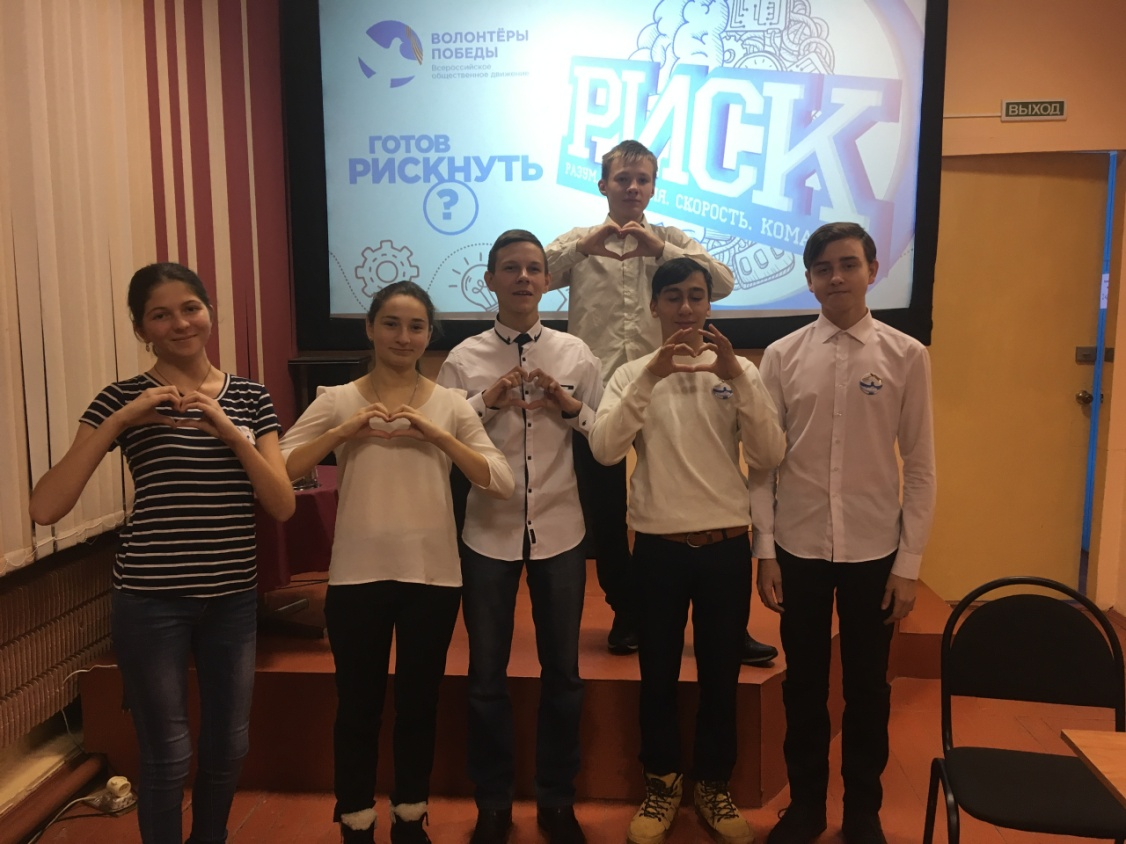 ВОЛОНТЁРЫ
ПОБЕДЫ
Всероссийское
общественное движение
ГОТОВ
РИСКНУТЬ
?
РИСК
СКОРОСТЬ.
ВЫХОД